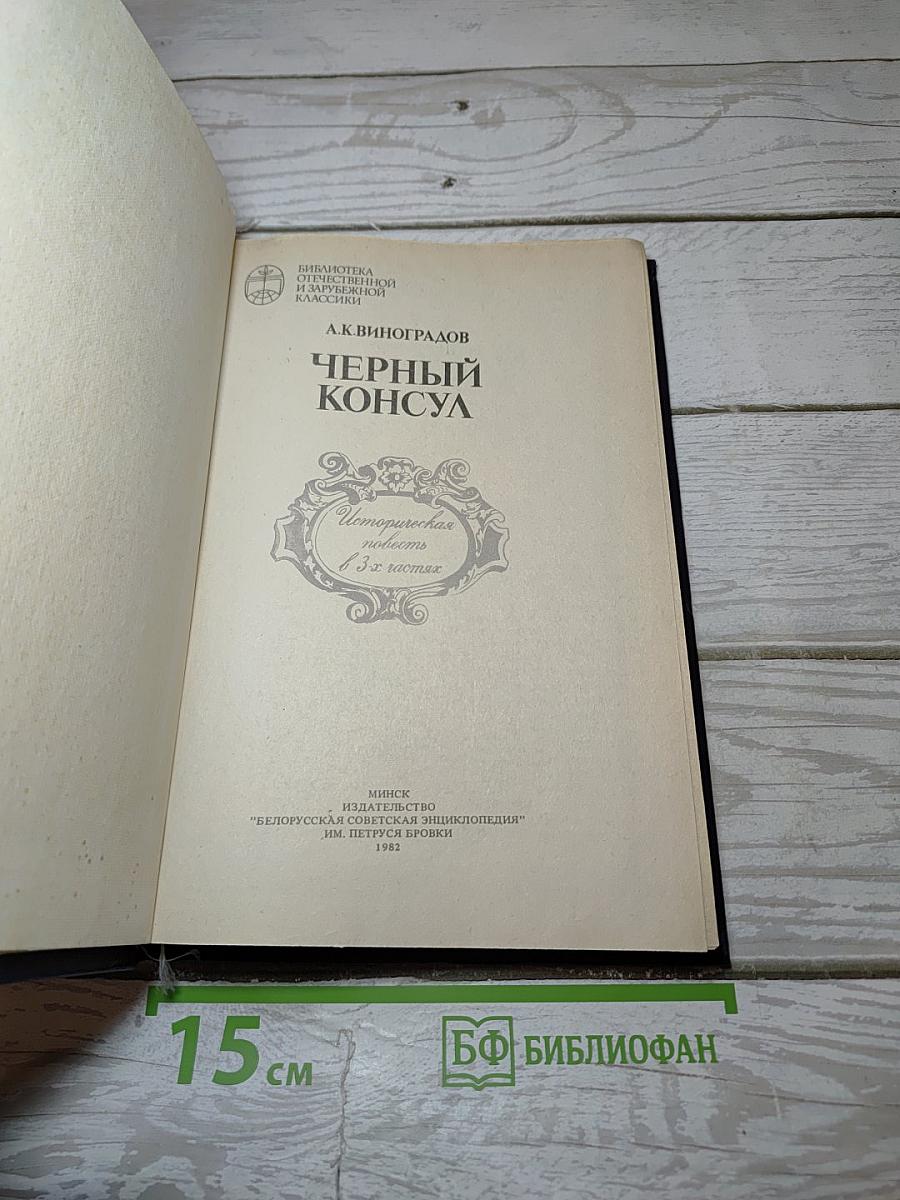 БИБЛИОТЕКА
ОТЕЧЕСТВЕННОЙ
И ЗАРУБЕЖНОЙ
КЛАССИКИ
А.К.ВИНОГРАДОВ
ЧЕРНЫЙ
КОНСУЛ
Историческая
повесть
в 3-х частях
МИНСК
ИЗДАТЕЛЬСТВО
"БЕЛОРУССКАЯ СОВЕТСКАЯ ЭНЦИКЛОПЕДИЯ"
ИМ. ПЕТРУСЯ БРОВКИ
1982
15 см
БФ БИБЛИОФАН